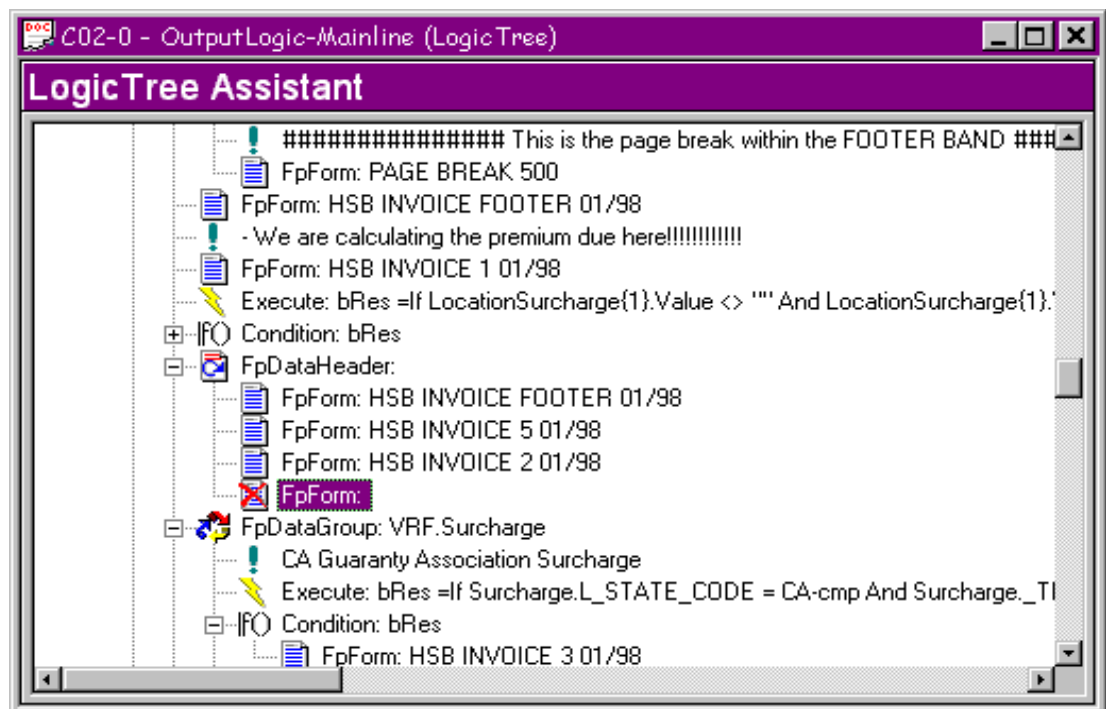 C02-0 - OutputLogic-Mainline (LogicTree)
LogicTree Assistant
################ This is the page break within the FOOTER BAND ###
FpForm: PAGE BREAK 500
FpForm: HSB INVOICE FOOTER 01/98
- We are calculating the premium due here!!!!!!!!!!!!
FpForm: HSB INVOICE 1 01/98
Execute: bRes =If LocationSurcharge{1}.Value <> "" And LocationSurcharge{1}.
If() Condition: bRes
FpDataHeader:
FpForm: HSB INVOICE FOOTER 01/98
FpForm: HSB INVOICE 5 01/98
FpForm: HSB INVOICE 2 01/98
FpForm:
FpDataGroup: VRF.Surcharge
CA Guaranty Association Surcharge
Execute: bRes =If Surcharge.L_STATE_CODE = CA-cmp And Surcharge._
If() Condition: bRes
FpForm: HSB INVOICE 3 01/98